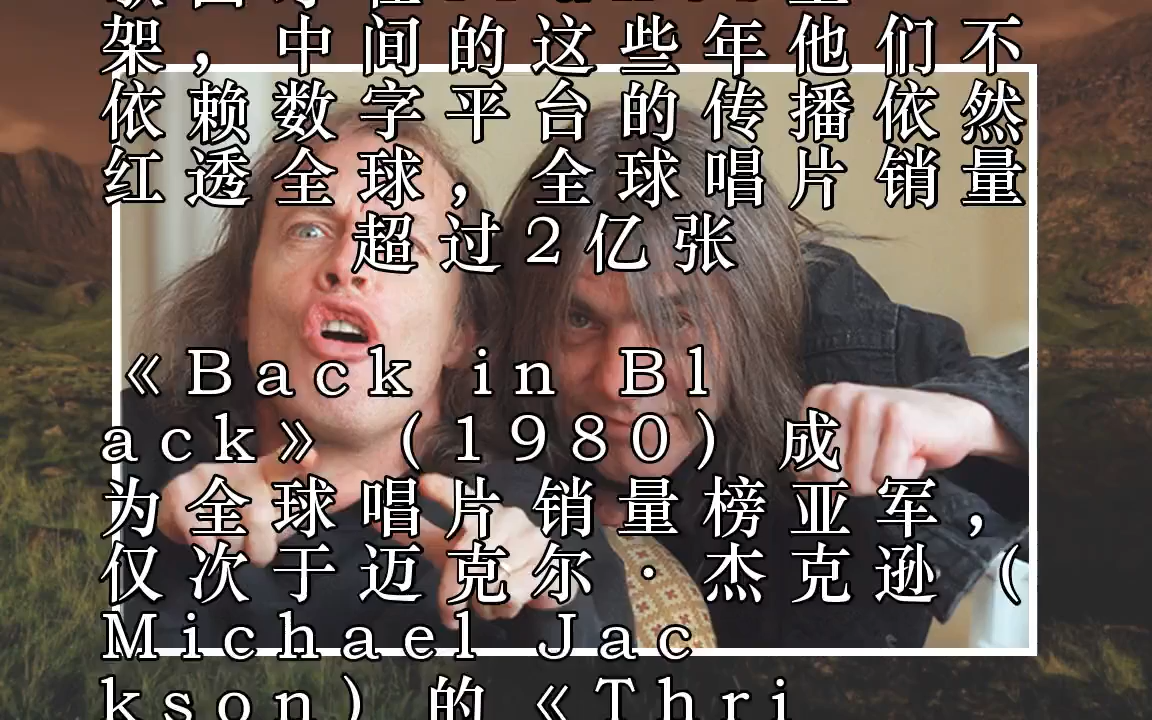 架，中间的这些年他们不
依赖数字平台的传播依然
红透全球，全球唱片销量
超过2亿张
《Back in Bl
ack》（1980）成
为全球唱片销量榜亚军，
仅次于迈克尔·杰克逊（
Michael Jac
kson）的《Thri